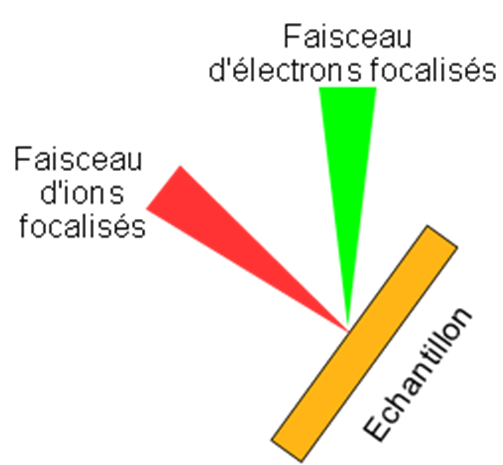 Faisceau
d'électrons focalisés
Faisceau
d'ions
focalisés
Echantillon